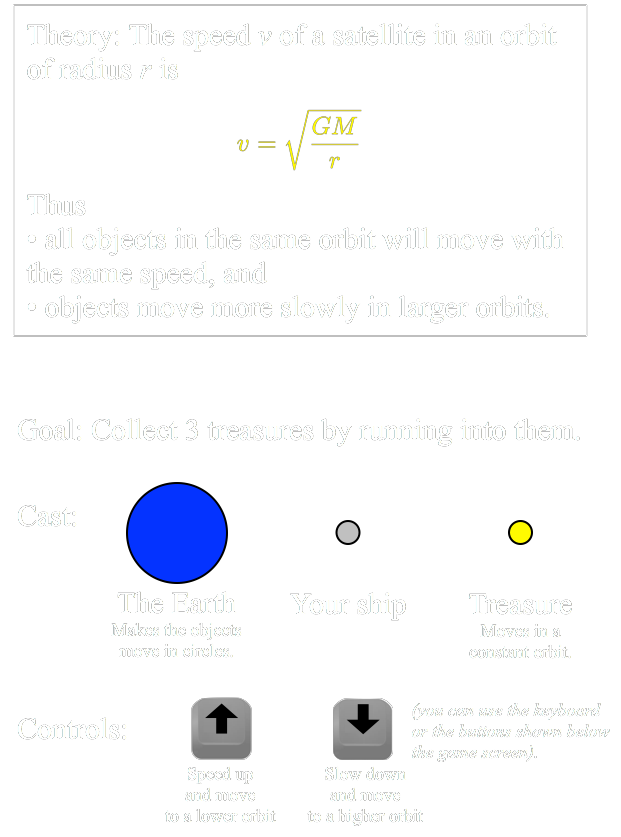 Theory: The speed v of a satellite in an orbit
of radius r is
v = √(GM/r)
Thus
• all objects in the same orbit will move with
the same speed, and
• objects move more slowly in larger orbits.
Goal: Collect 3 treasures by running into them.
Cast:
The Earth
Makes the objects
move in circles.
Your ship
Treasure
Moves in a
constant orbit.
Controls:
Speed up
and move
to a lower orbit
Slow down
and move
to a higher orbit
(you can use the keyboard
or the buttons shown below
the game screen).